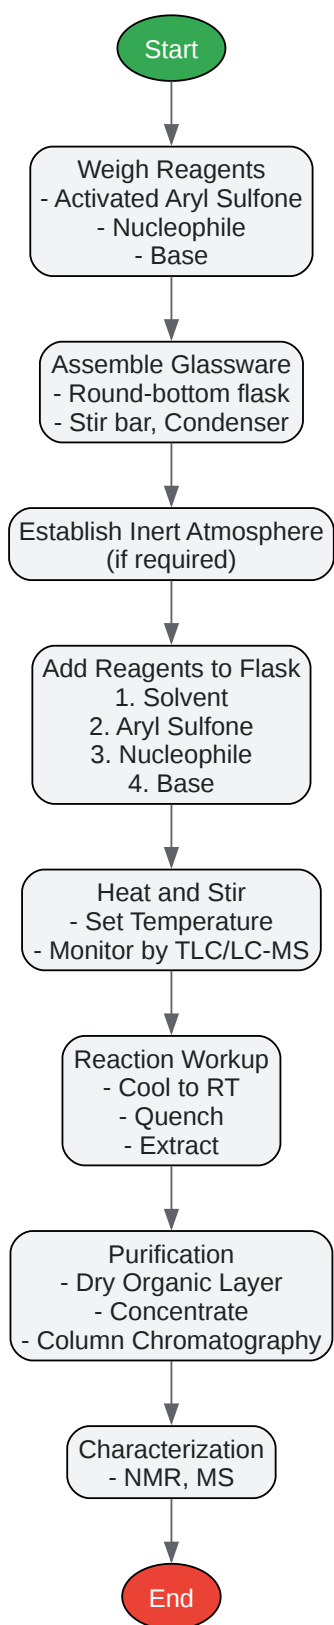 Start
Weigh Reagents
- Activated Aryl Sulfone
- Nucleophile
- Base
Assemble Glassware
- Round-bottom flask
- Stir bar, Condenser
Establish Inert Atmosphere
(if required)
Add Reagents to Flask
1. Solvent
2. Aryl Sulfone
3. Nucleophile
4. Base
Heat and Stir
- Set Temperature
- Monitor by TLC/LC-MS
Reaction Workup
- Cool to RT
- Quench
- Extract
Purification
- Dry Organic Layer
- Concentrate
- Column Chromatography
Characterization
- NMR, MS
End